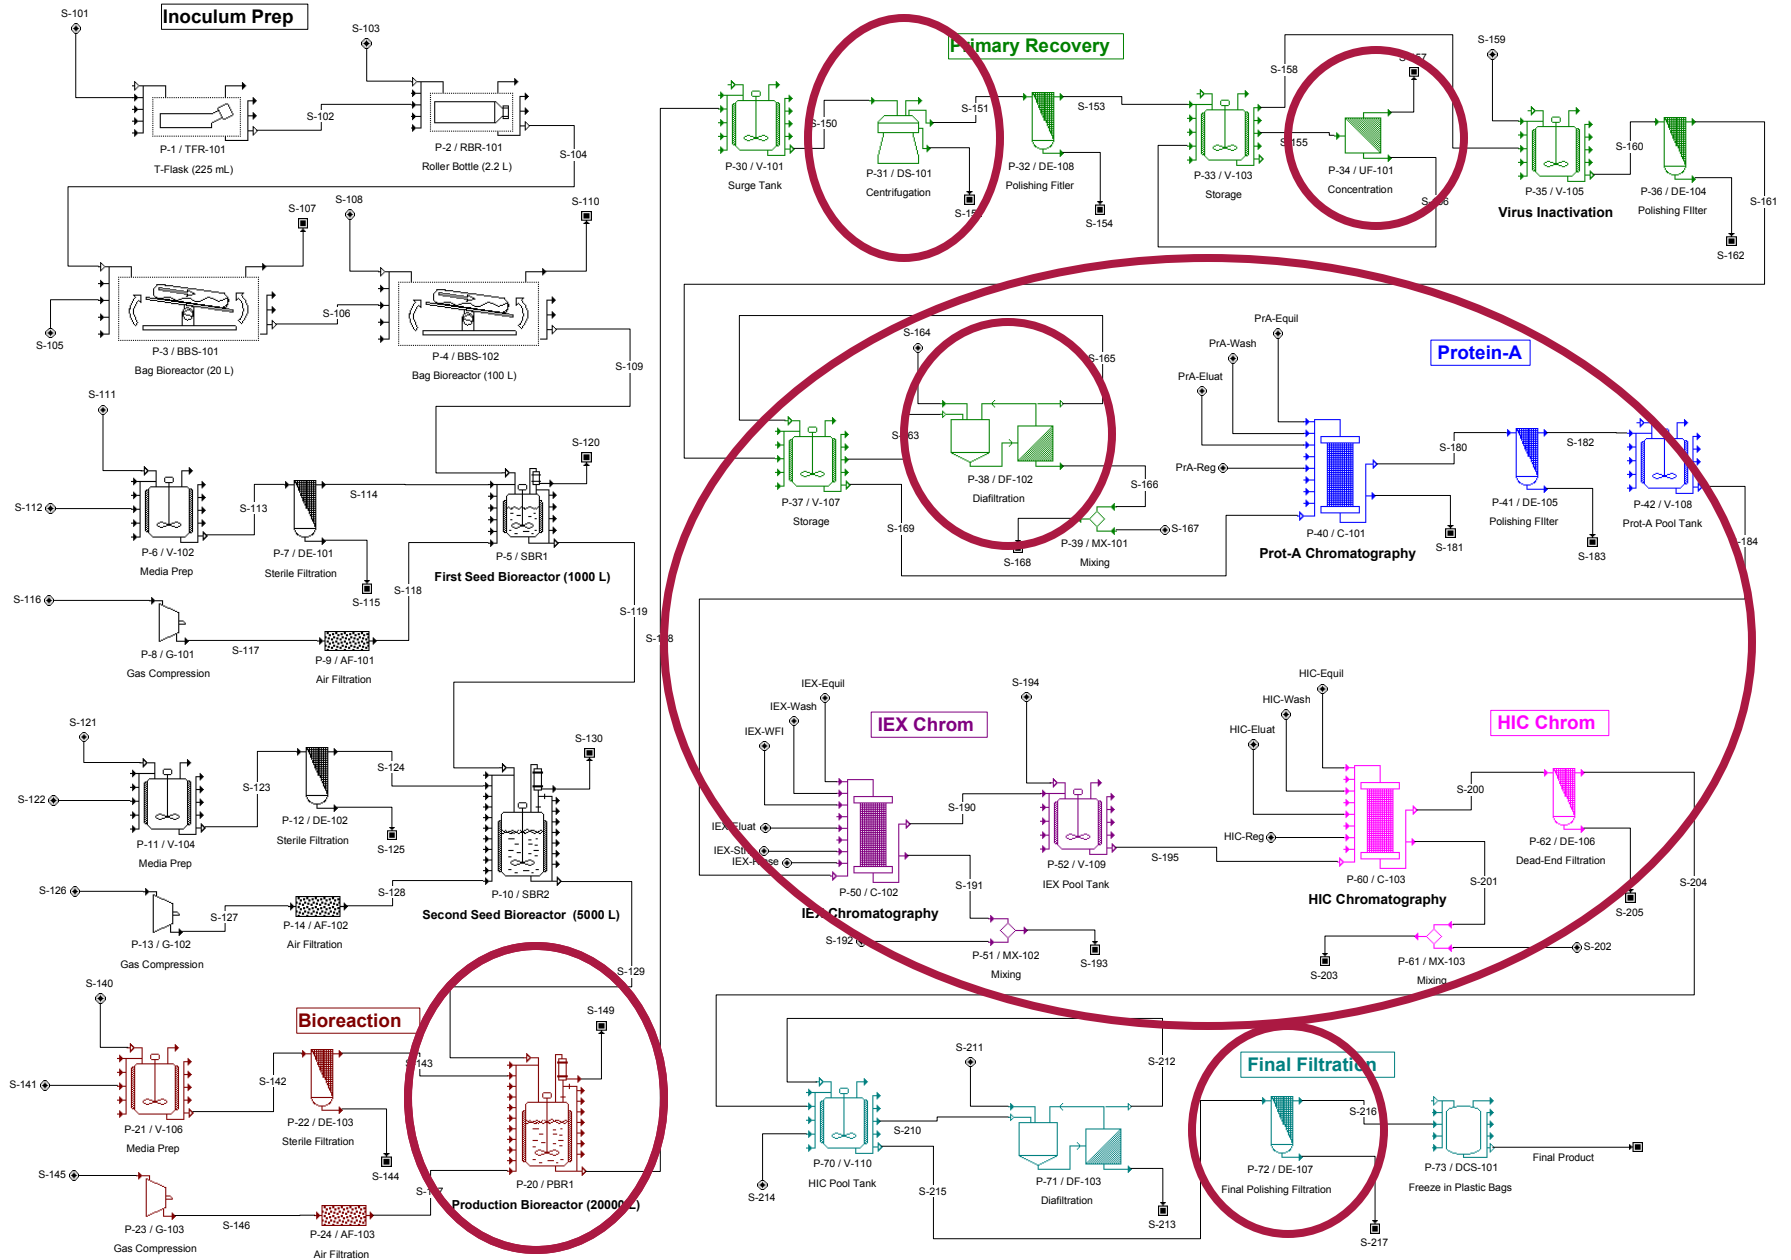 Inoculum Prep
S-101
S-103
S-102
P-1 / TFR-101
T-Flask (225 mL)
P-2 / RBR-101
Roller Bottle (2.2 L)
S-104
S-107
S-108
S-110
S-105
S-106
P-3 / BBS-101
Bag Bioreactor (20 L)
P-4 / BBS-102
Bag Bioreactor (100 L)
S-109
S-111
S-112
S-113
S-114
S-120
P-6 / V-102
Media Prep
P-7 / DE-101
Sterile Filtration
S-115
P-5 / SBR1
First Seed Bioreactor (1000 L)
S-116
S-117
S-118
S-119
P-8 / G-101
Gas Compression
P-9 / AF-101
Air Filtration
S-121
S-122
S-123
S-124
S-130
P-11 / V-104
Media Prep
P-12 / DE-102
Sterile Filtration
S-125
P-10 / SBR2
Second Seed Bioreactor (5000 L)
S-126
S-127
S-128
S-129
P-13 / G-102
Gas Compression
P-14 / AF-102
Air Filtration
Bioreaction
S-140
S-141
S-142
S-143
S-149
P-21 / V-106
Media Prep
P-22 / DE-103
Sterile Filtration
S-144
P-20 / PBR1
Production Bioreactor (20000 L)
S-145
S-146
P-23 / G-103
Gas Compression
P-24 / AF-103
Air Filtration
Primary Recovery
S-150
S-151
S-153
S-154
P-30 / V-101
Surge Tank
P-31 / DS-101
Centrifugation
P-32 / DE-108
Polishing Fitler
S-158
S-155
P-33 / V-103
Storage
P-34 / UF-101
Concentration
S-159
S-160
S-161
S-162
P-35 / V-105
Virus Inactivation
P-36 / DE-104
Polishing FIlter
S-164
S-165
S-166
S-167
S-168
S-169
P-37 / V-107
Storage
P-38 / DF-102
Diafiltration
P-39 / MX-101
Mixing
Protein-A
PrA-Equil
PrA-Wash
PrA-Eluat
PrA-Reg
S-180
S-181
S-182
S-183
P-40 / C-101
Prot-A Chromatography
P-41 / DE-105
Polishing FIlter
P-42 / V-108
Prot-A Pool Tank
IEX Chrom
IEX-Equil
IEX-Wash
IEX-WFI
S-190
S-191
S-192
S-193
S-194
S-195
P-50 / C-102
IEX Chromatography
P-51 / MX-102
Mixing
P-52 / V-109
IEX Pool Tank
HIC Chrom
HIC-Equil
HIC-Wash
HIC-Eluat
HIC-Reg
S-200
S-201
S-202
S-203
S-204
S-205
P-60 / C-103
HIC Chromatography
P-61 / MX-103
Mixing
P-62 / DE-106
Dead-End Filtration
Final Filtration
S-210
S-211
S-212
S-213
S-214
S-215
S-216
S-217
P-70 / V-110
HIC Pool Tank
P-71 / DF-103
Diafiltration
P-72 / DE-107
Final Polishing Filtration
P-73 / DCS-101
Freeze in Plastic Bags
Final Product